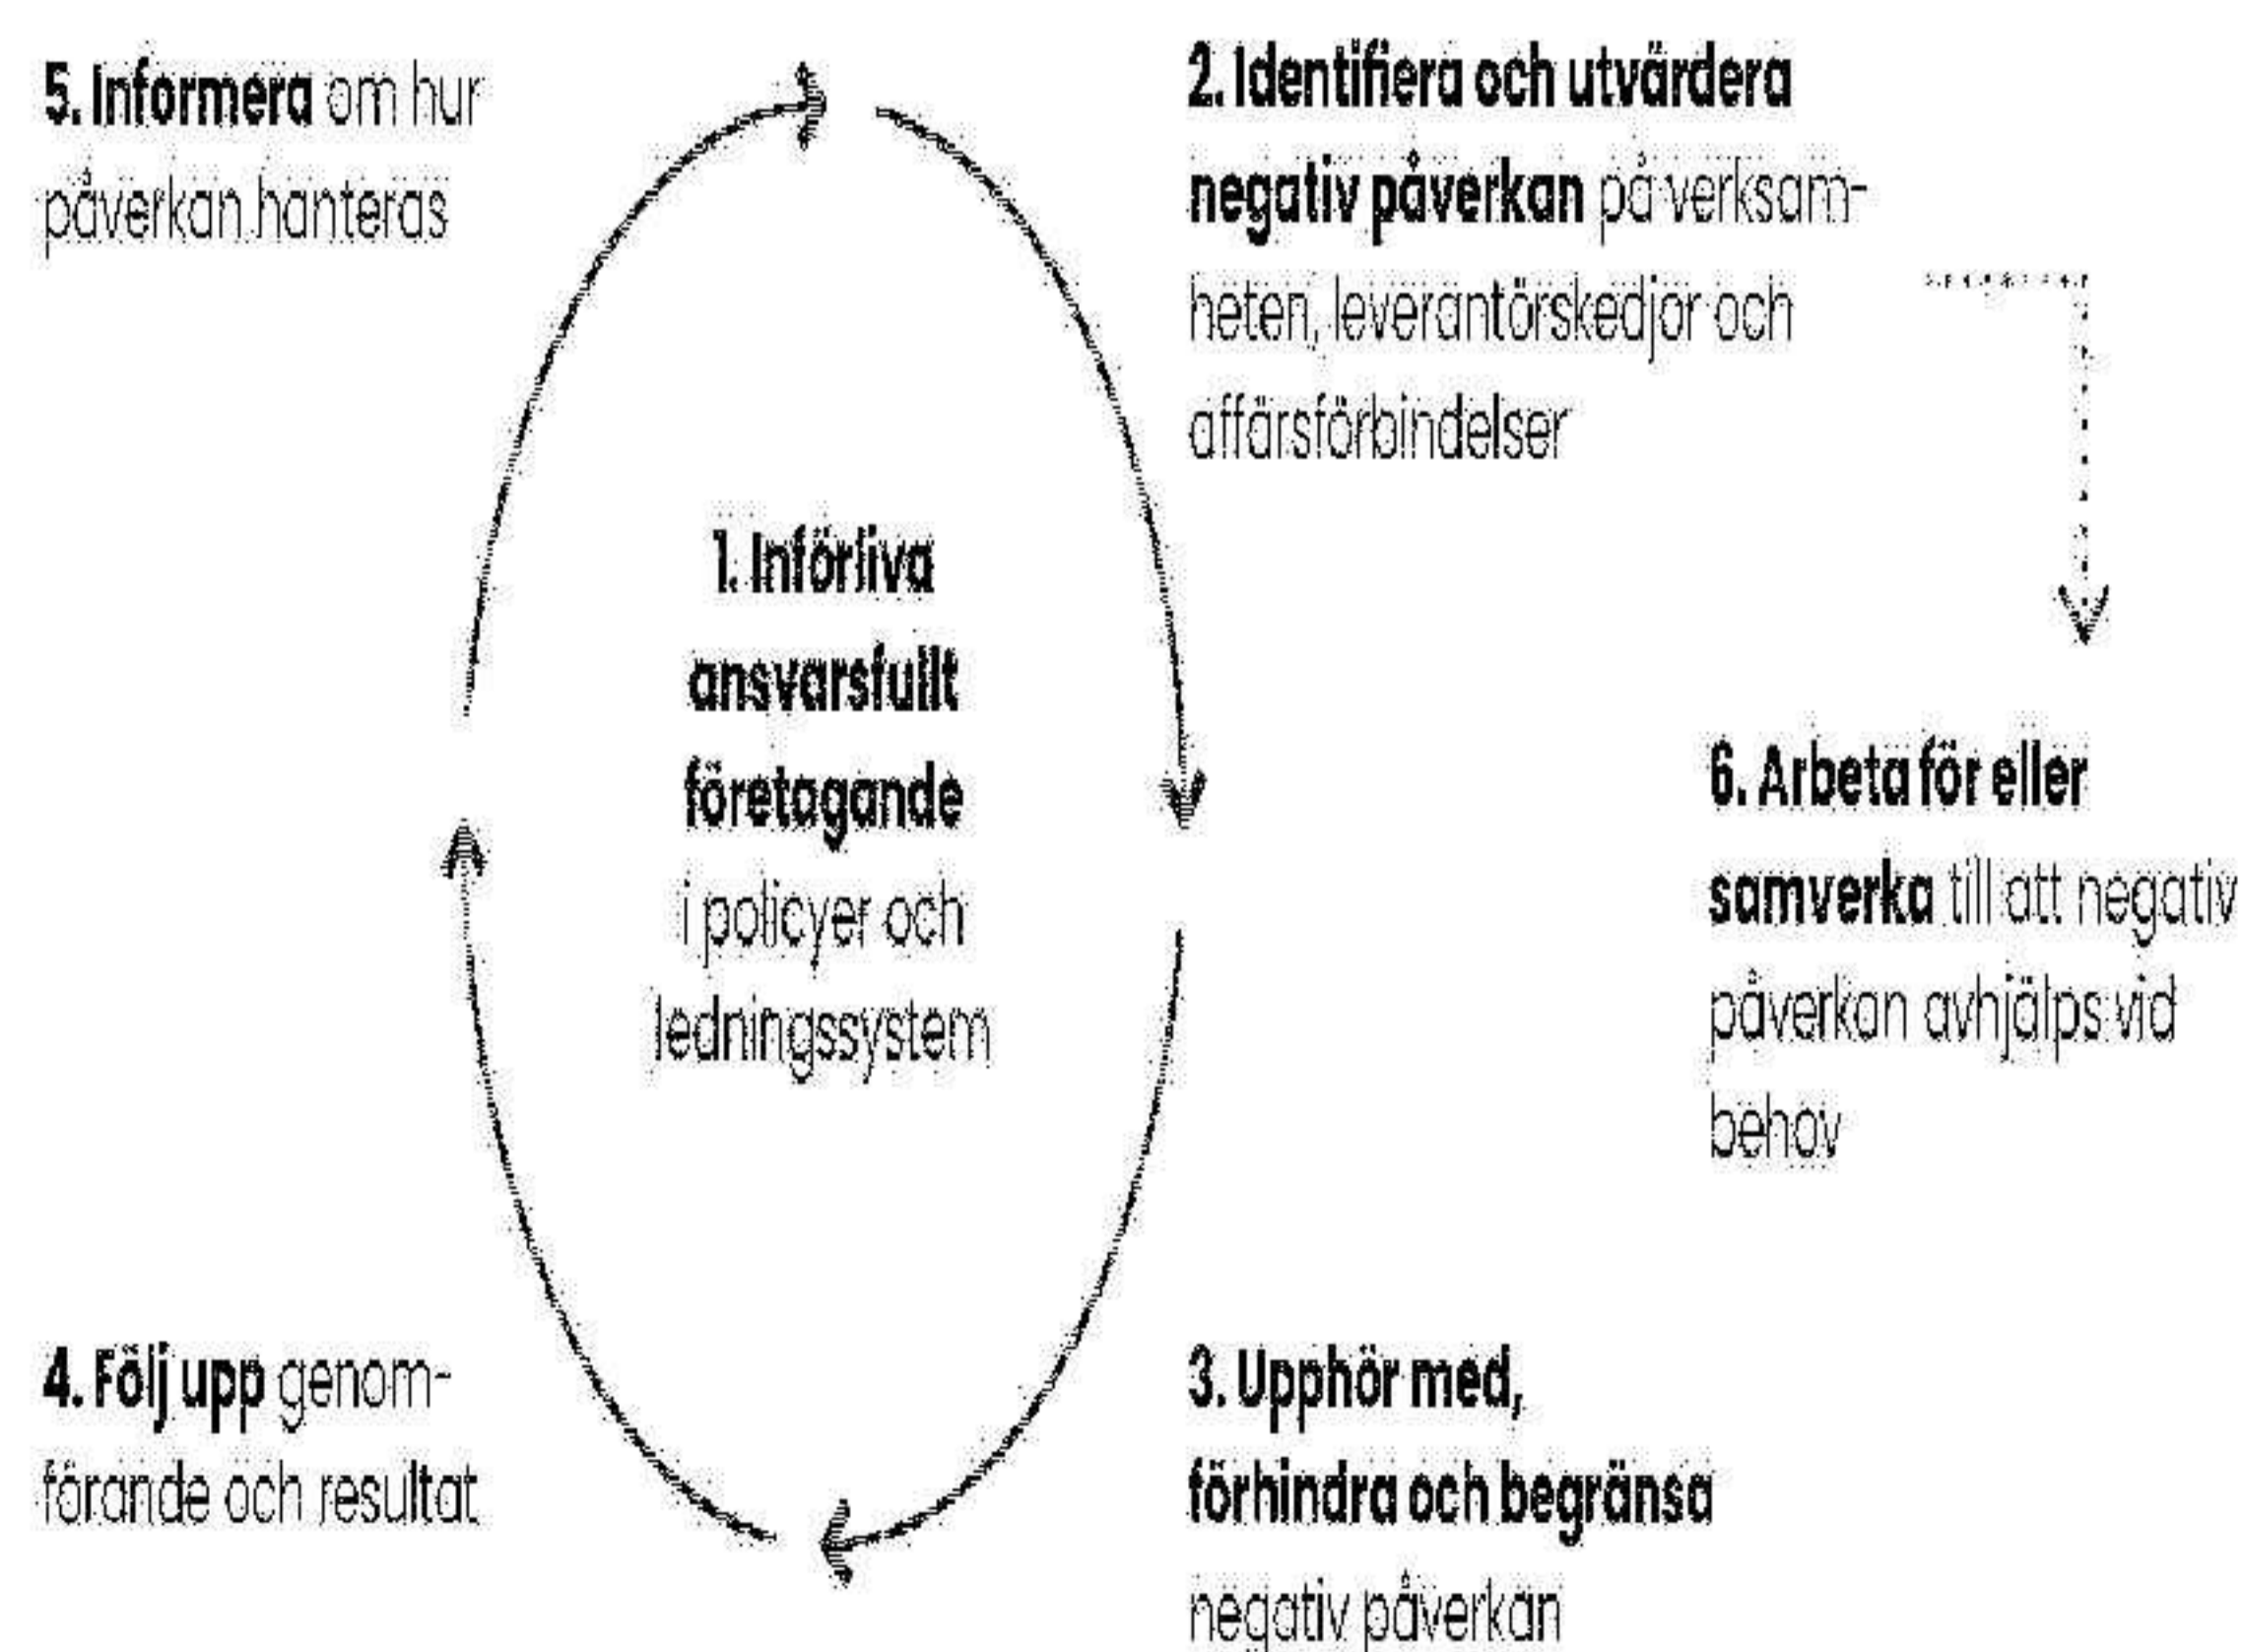 5. Informera om hur
påverkan hanteras
2. Identifiera och utvärdera
negativ påverkan på verksam-
heten, leverantörskedjor och
affärsförbindelser
1. Införliva
ansvarsfullt
företagande
i policyer och
ledningssystem
6. Arbeta för eller
samverka till att negativ
påverkan avhjälps vid
behov
4. Följ upp genom-
förande och resultat
3. Upphör med,
förhindra och begränsa
negativ påverkan